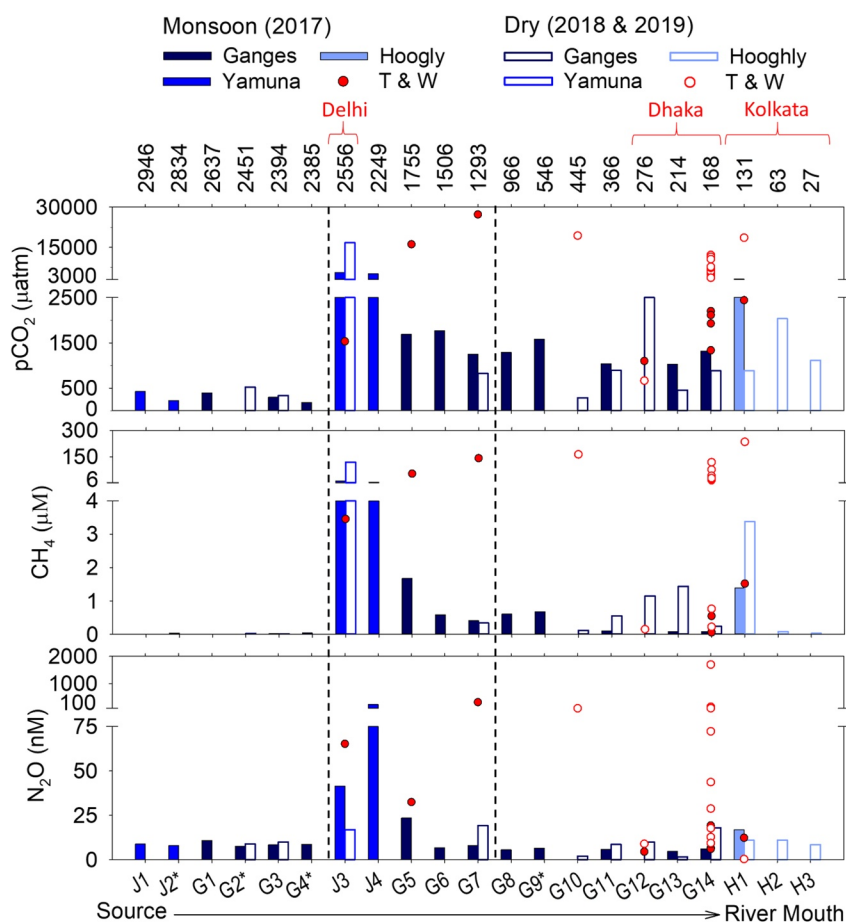 Monsoon (2017) Dry (2018 & 2019)
Ganges Hoogly Ganges Hooghly
Yamuna T & W Yamuna T & W
Delhi Dhaka Kolkata
2946 2834 2637 2451 2394 2385 2556 2249 1755 1506 1293 966 546 445 366 276 214 168 131 63 27
30000
15000
3000
2500
1500
500
0
pCO₂ (µatm)
300
150
6
4
3
2
1
0
CH₄ (µM)
2000
1000
100
75
50
25
0
N₂O (nM)
J1 J2* G1 G2* G3 G4* J3 J4 G5 G6 G7 G8 G9* G10 G11 G12 G13 G14 H1 H2 H3
Source River Mouth